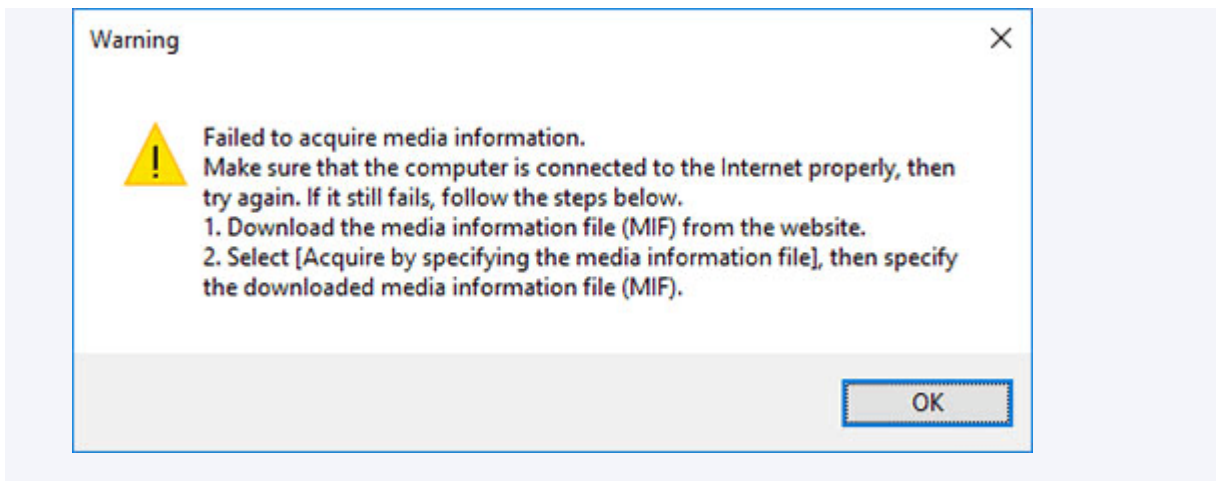 Warning
Failed to acquire media information.
Make sure that the computer is connected to the Internet properly, then
try again. If it still fails, follow the steps below.
1. Download the media information file (MIF) from the website.
2. Select [Acquire by specifying the media information file], then specify
the downloaded media information file (MIF).
OK